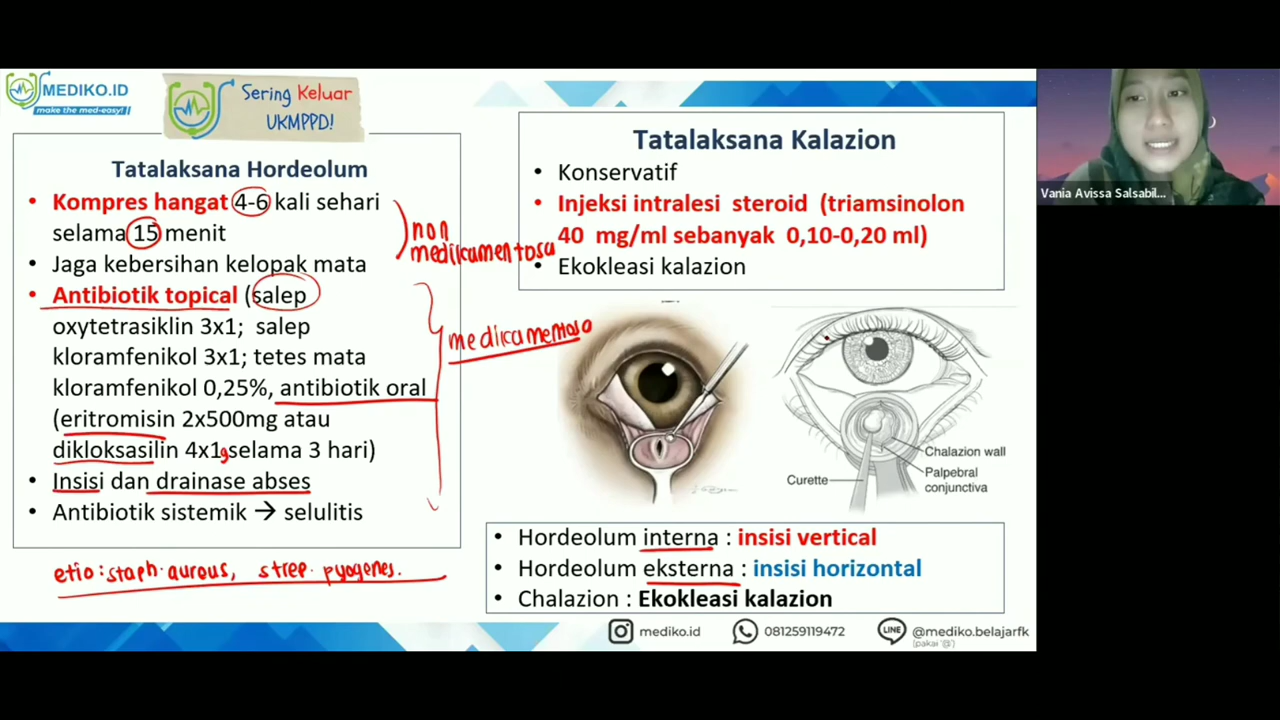 MEDIKO.ID
make the med-easy!
Sering Keluar
UKMPPD!
Tatalaksana Hordeolum
• Kompres hangat 4-6 kali sehari
selama 15 menit
• Jaga kebersihan kelopak mata
• Antibiotik topical (salep
oxytetrasiklin 3x1; salep
kloramfenikol 3x1; tetes mata
kloramfenikol 0,25%, antibiotik oral
(eritromisin 2x500mg atau
dikloksasilin 4x1,selama 3 hari)
• Insisi dan drainase abses
• Antibiotik sistemik → selulitis
non
medikamentosa
medikamentosa
etio: staph. aureus, strep. pyogenes.
Tatalaksana Kalazion
• Konservatif
• Injeksi intralesi steroid (triamsinolon
40 mg/ml sebanyak 0,10-0,20 ml)
• Ekokleasi kalazion
Chalazion wall
Palpebral
conjunctiva
Curette
• Hordeolum interna : insisi vertical
• Hordeolum eksterna : insisi horizontal
• Chalazion : Ekokleasi kalazion
mediko.id
081259119472
LINE
@mediko.belajarfk
(pakai '@')
Vania Avissa Salsabil...